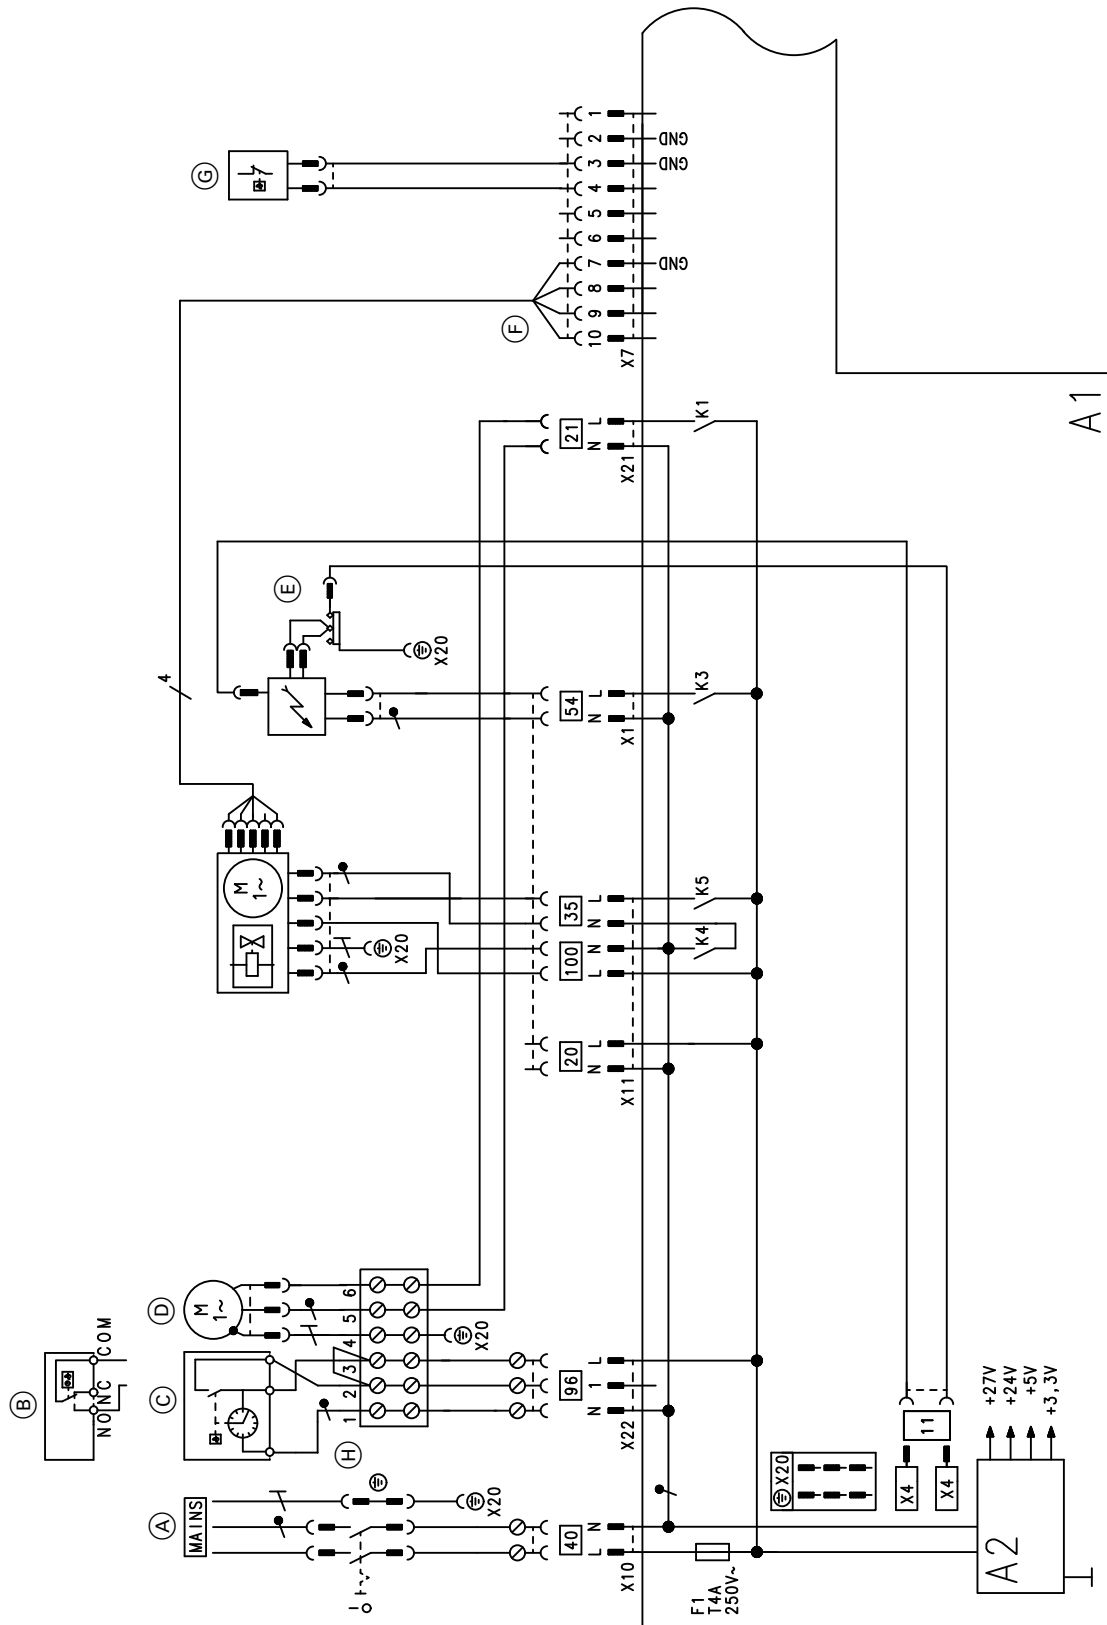 B
NO
NC
COM
A
MAINS
C
D
M
1~
H
1
2
3
4
5
6
X20
X20
M
1~
X20
4
E
X20
F
G
40
L
N
X10
96
N
1
L
X22
20
N
L
X11
100
L
N
35
N
L
54
N
L
X1
21
N
L
X21
10
9
8
7
6
5
4
3
2
1
X7
GND
GND
GND
K4
K5
K3
K1
F1
T4A
250V~
X20
X4
X4
11
A2
+27V
+24V
+5V
+3,3V
A1